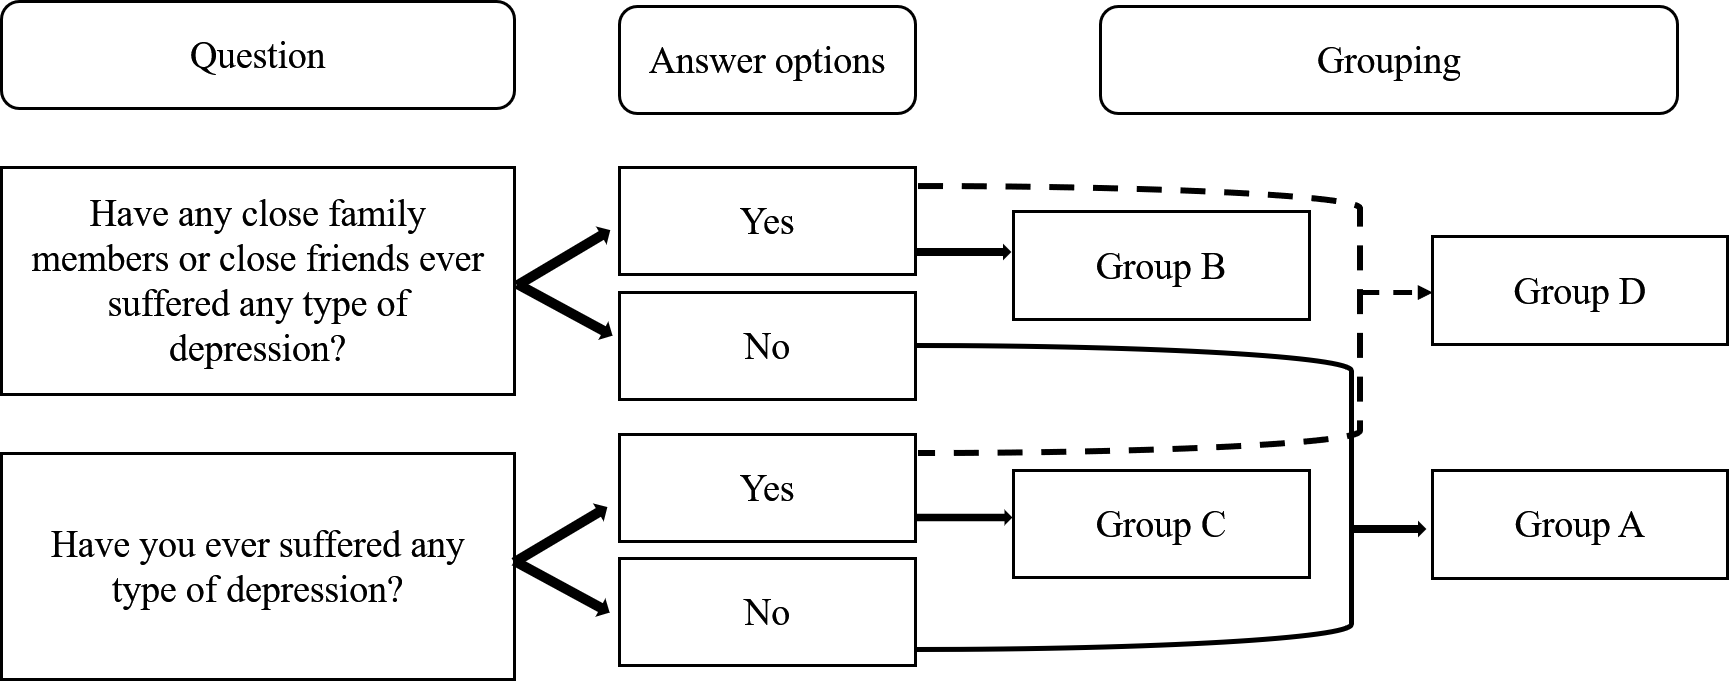 Question
Answer options
Grouping
Have any close family
members or close friends ever
suffered any type of
depression?
Yes
No
Group B
Group D
Have you ever suffered any
type of depression?
Yes
No
Group C
Group A